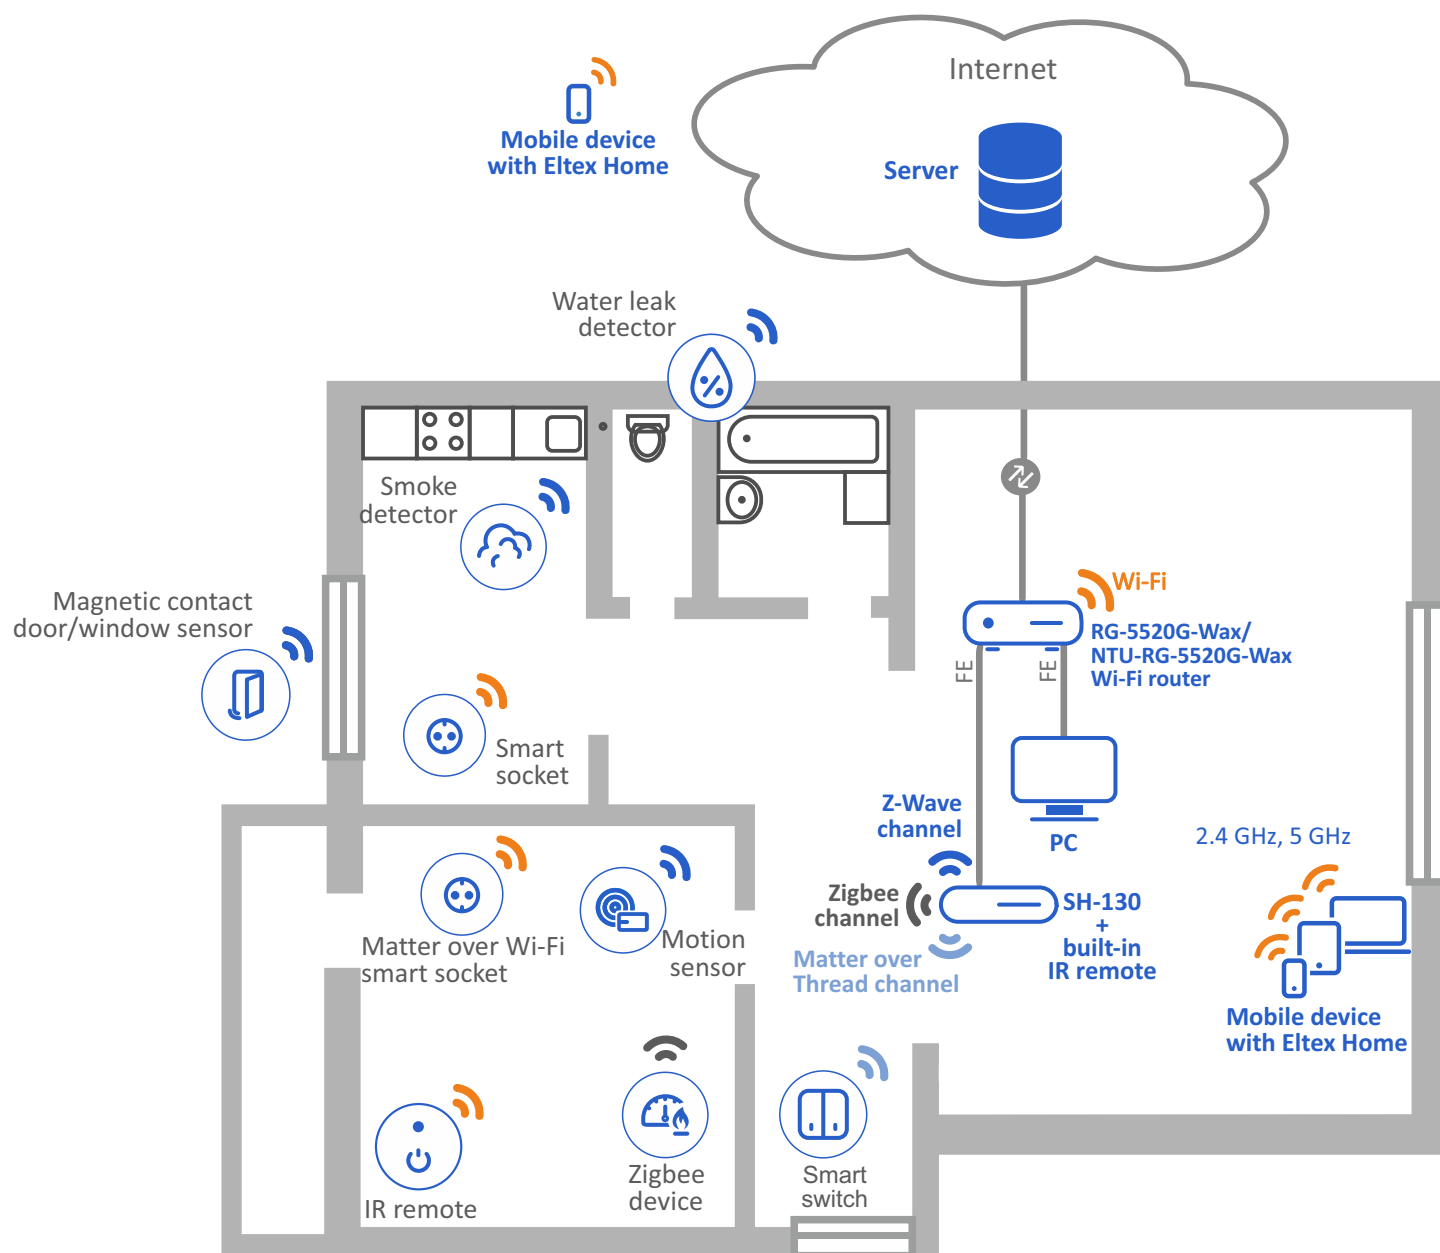 Internet
Mobile device
with Eltex Home
Server
Water leak
detector
Smoke
detector
Magnetic contact
door/window sensor
Wi-Fi
RG-5520G-Wax/
NTU-RG-5520G-Wax
Wi-Fi router
FE
FE
Smart
socket
Z-Wave
channel
PC
2.4 GHz, 5 GHz
Zigbee
channel
SH-130
+
built-in
IR remote
Matter over Wi-Fi
smart socket
Motion
sensor
Matter over
Thread channel
Mobile device
with Eltex Home
IR remote
Zigbee
device
Smart
switch